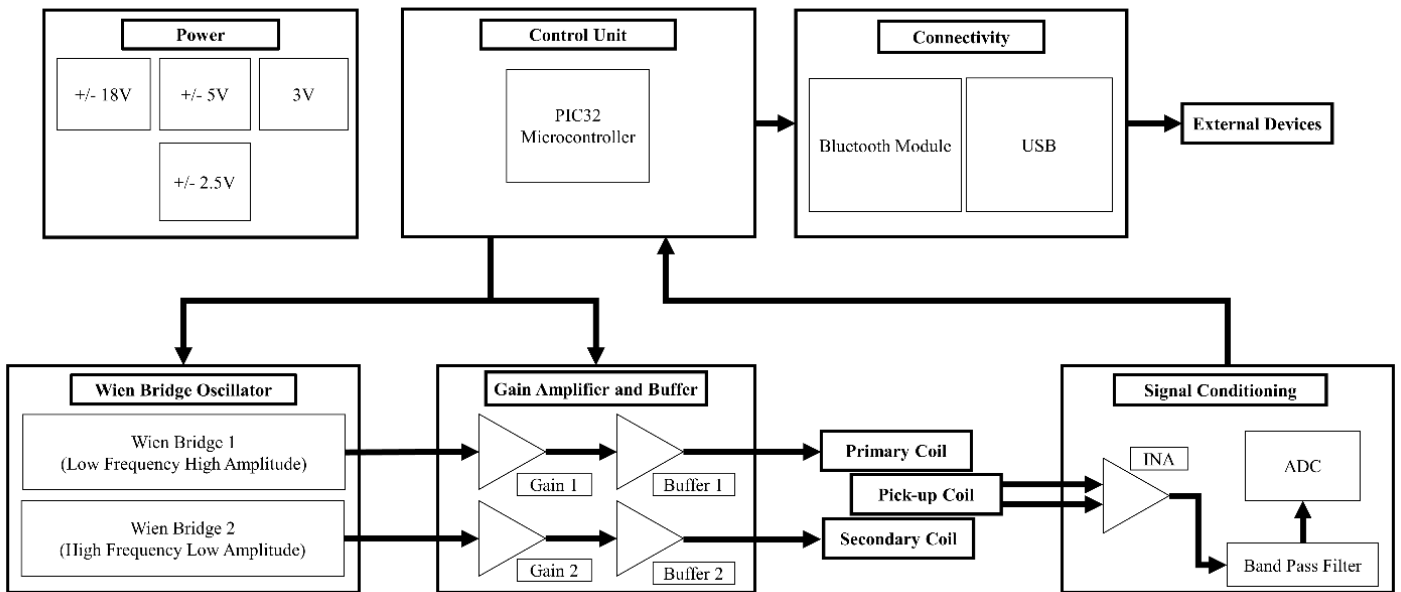 Power
+/- 18V
+/- 5V
3V
+/- 2.5V
Control Unit
PIC32
Microcontroller
Connectivity
Bluetooth Module
USB
External Devices
Wien Bridge Oscillator
Wien Bridge 1
(Low Frequency High Amplitude)
Wien Bridge 2
(High Frequency Low Amplitude)
Gain Amplifier and Buffer
Gain 1
Buffer 1
Gain 2
Buffer 2
Primary Coil
Pick-up Coil
Secondary Coil
Signal Conditioning
INA
ADC
Band Pass Filter